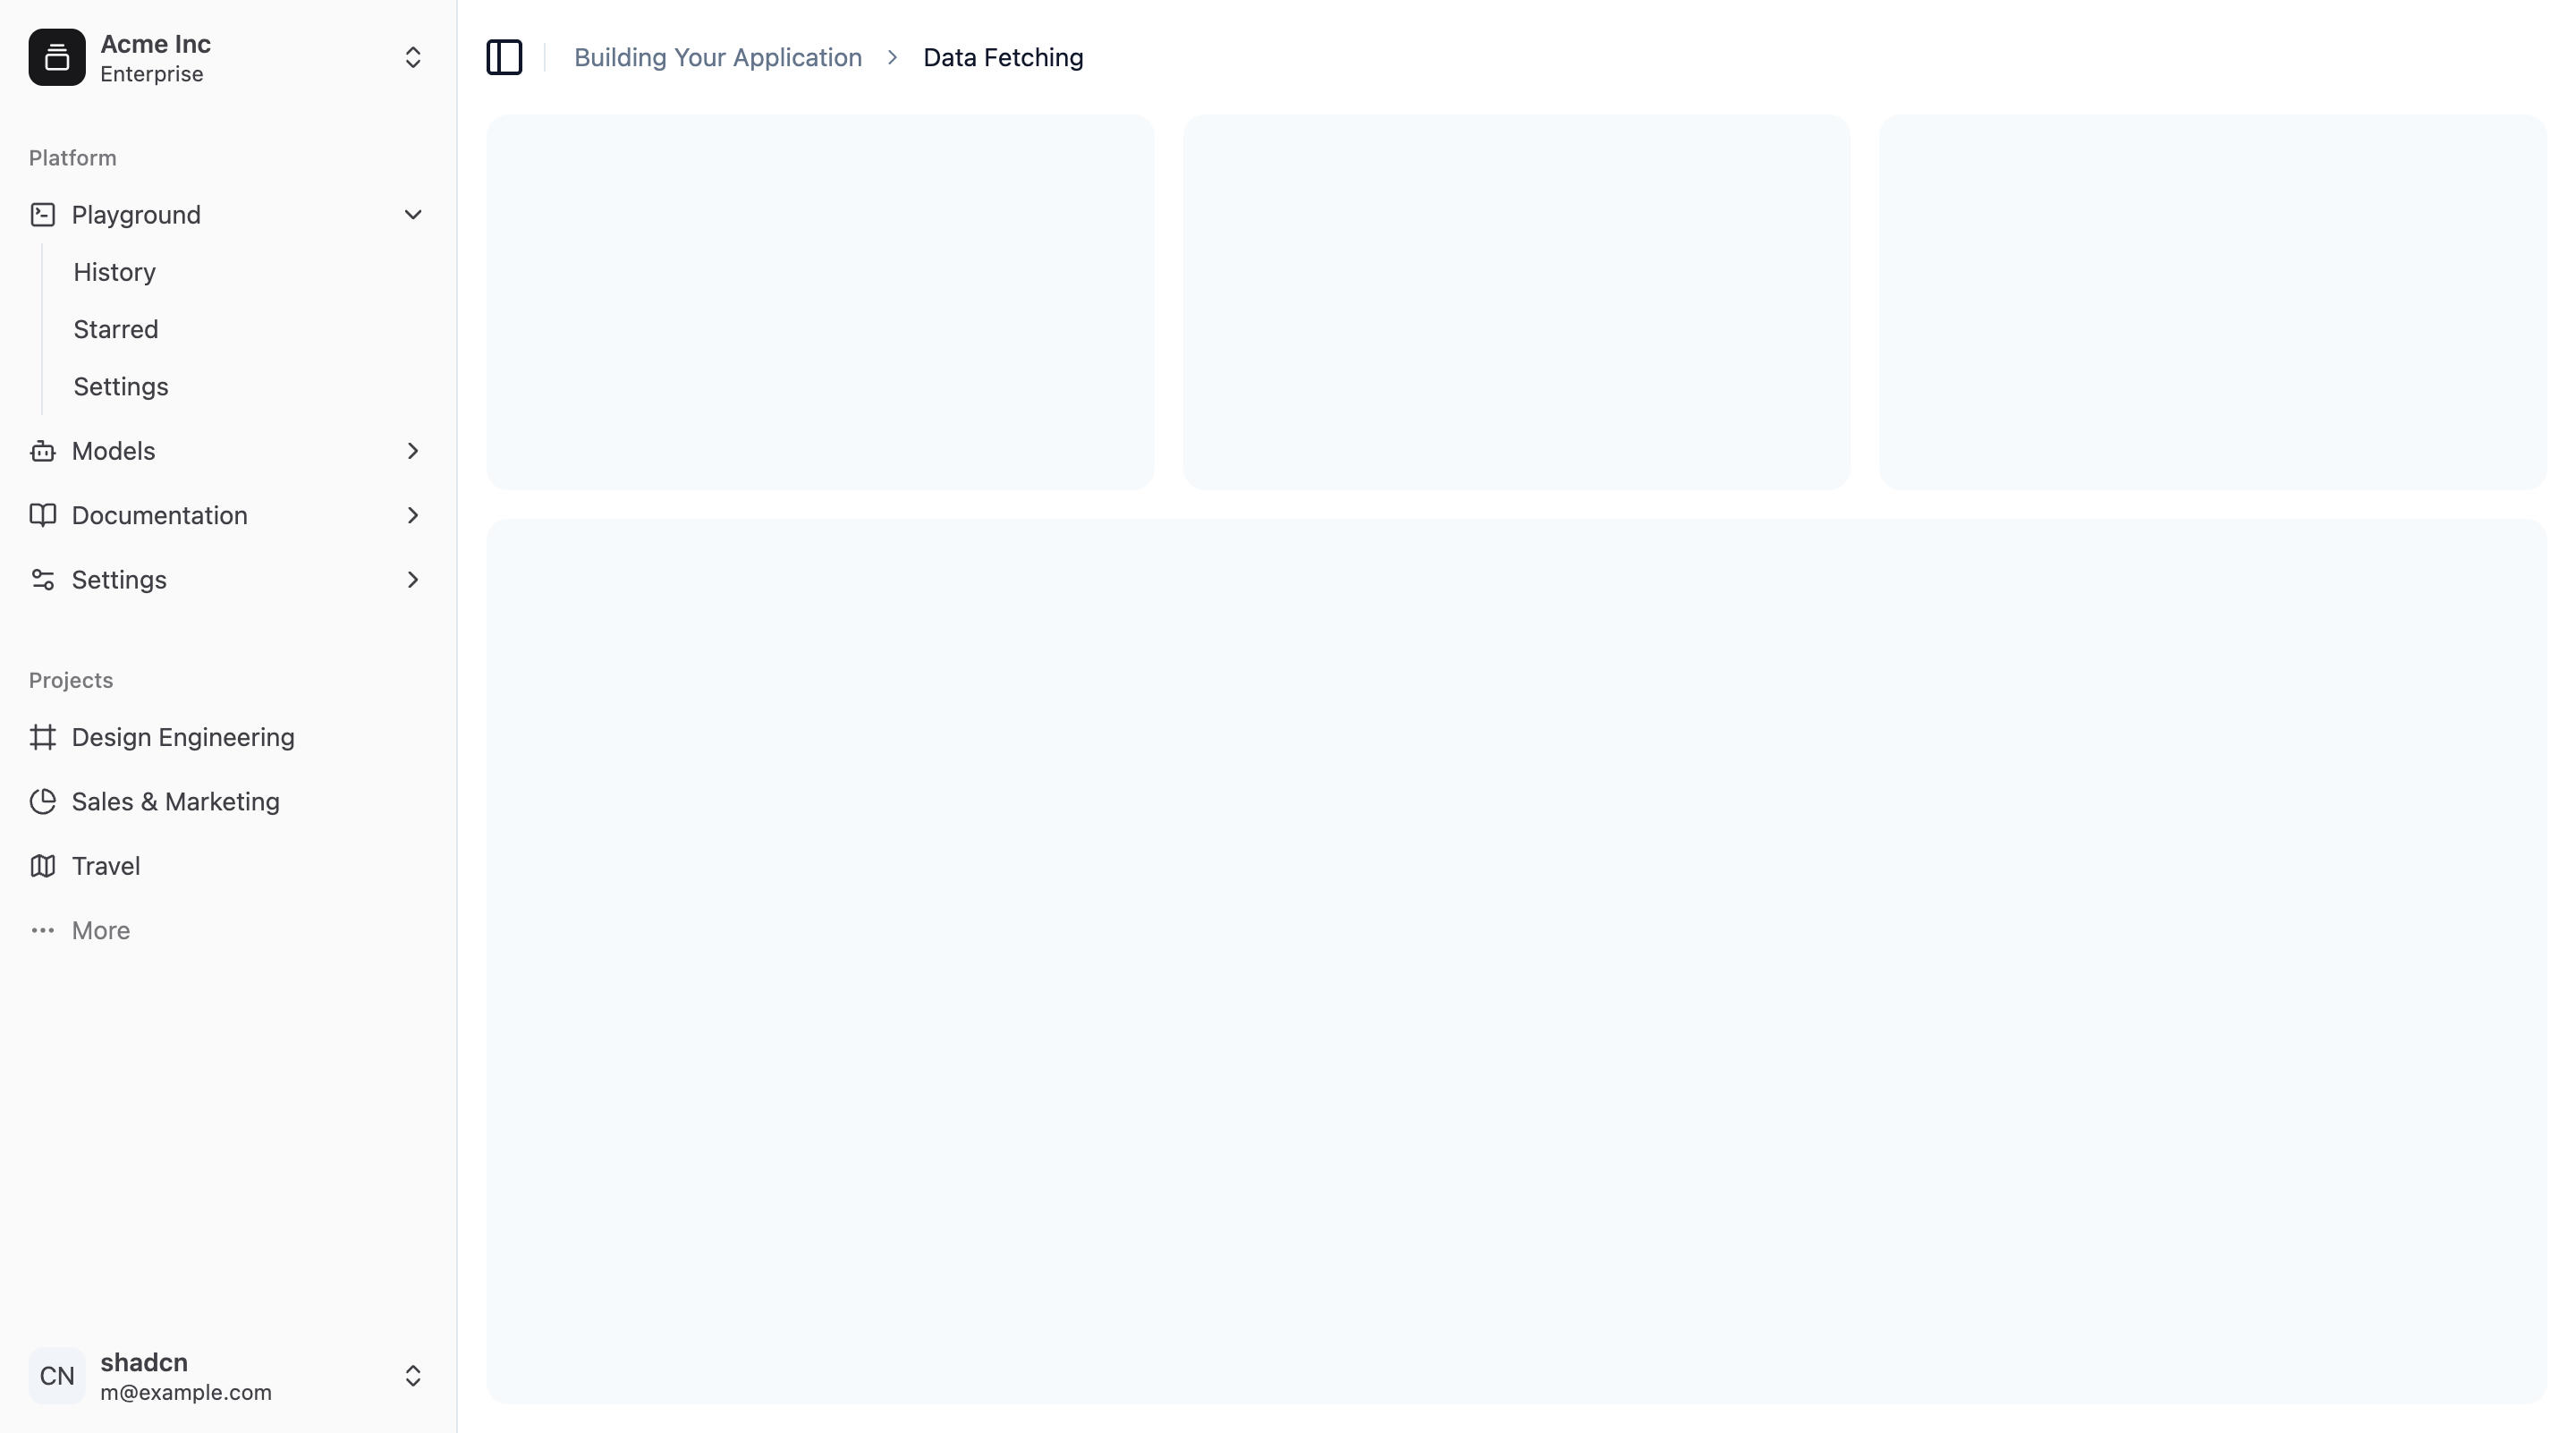 Acme Inc
Enterprise
Platform
Playground
History
Starred
Settings
Models
Documentation
Settings
Projects
Design Engineering
Sales & Marketing
Travel
More
CN
shadcn
m@example.com
Building Your Application
Data Fetching